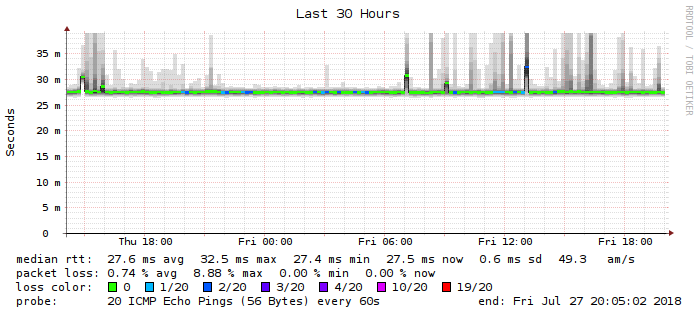 Last 30 Hours
RRDTOOL / TOBI OETIKER
Seconds
35 m
30 m
25 m
20 m
15 m
10 m
5 m
0
Thu 18:00 Fri 00:00 Fri 06:00 Fri 12:00 Fri 18:00
median rtt: 27.6 ms avg 32.5 ms max 27.4 ms min 27.5 ms now 0.6 ms sd 49.3 am/s
packet loss: 0.74 % avg 8.88 % max 0.00 % min 0.00 % now
loss color: 0 1/20 2/20 3/20 4/20 10/20 19/20
probe: 20 ICMP Echo Pings (56 Bytes) every 60s end: Fri Jul 27 20:05:02 2018